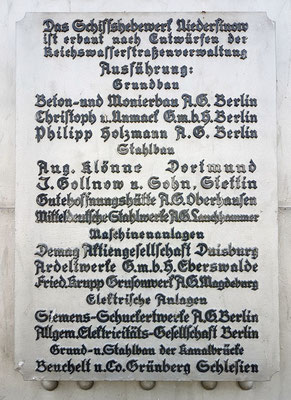 Das Schiffshebewerk Niederfinow
ist erbaut nach Entwürfen der
Reichswasserstraßenverwaltung
Ausführung:
Grundbau
Beton-und Monierbau A.G. Berlin
Christoph u. Unmack G.m.b.H. Berlin
Philipp Holzmann A.G. Berlin
Stahlbau
Aug. Klönne Dortmund
J. Gollnow u. Sohn, Stettin
Gutehoffnungshütte A.G. Oberhausen
Mitteldeutsche Stahlwerke A.G. Lauchhammer
Maschinenanlagen
Demag Aktiengesellschaft Duisburg
Ardeltwerke G.m.b.H. Eberswalde
Fried. Krupp Grusonwerk A.G. Magdeburg
Elektrische Anlagen
Siemens-Schuckertwerke A.G. Berlin
Allgem. Elektricitäts-Gesellschaft Berlin
Grund-u. Stahlbau der Kanalbrücke
Beuchelt u. Co. Grünberg Schlesien